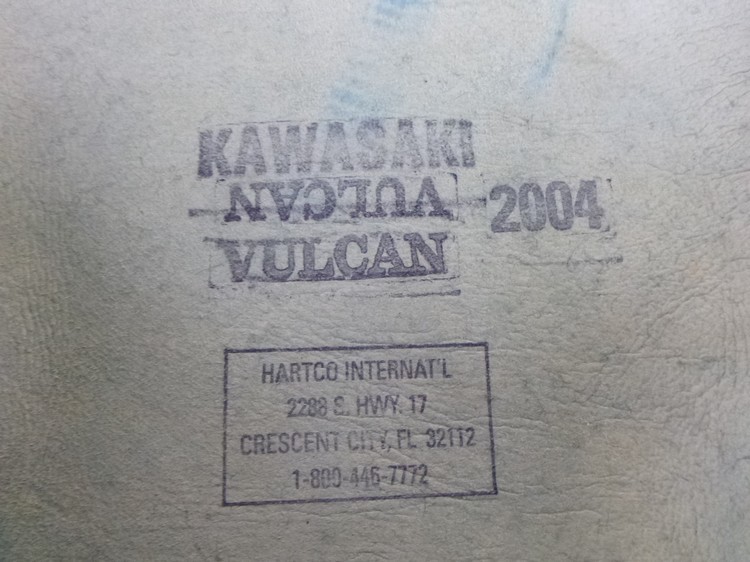 KAWASAKI
VULCAN
2004
VULCAN
HARTCO INTERNAT'L
2288 S. HWY. 17
CRESCENT CITY, FL 32112
1-800-446-7772